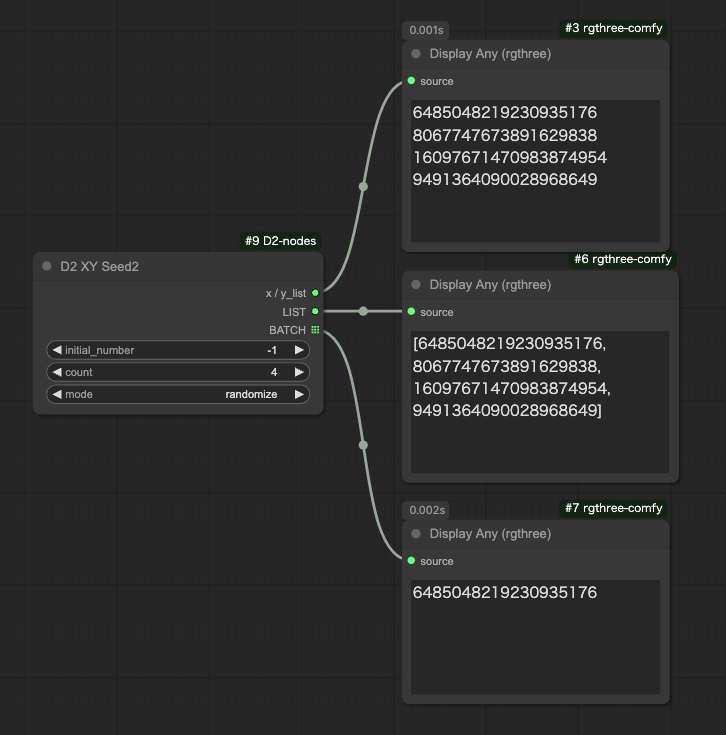 0.001s
#3 rgthree-comfy
Display Any (rgthree)
source
6485048219230935176
8067747673891629838
16097671470983874954
9491364090028968649
#9 D2-nodes
D2 XY Seed2
x / y_list
LIST
BATCH
initial_number -1
count 4
mode randomize
#6 rgthree-comfy
Display Any (rgthree)
source
[6485048219230935176,
8067747673891629838,
16097671470983874954,
9491364090028968649]
0.002s
#7 rgthree-comfy
Display Any (rgthree)
source
6485048219230935176